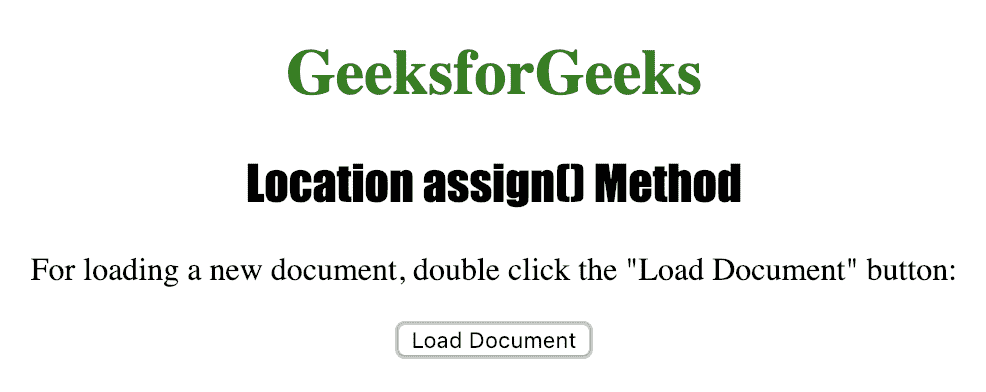 GeeksforGeeks
Location assign() Method
For loading a new document, double click the "Load Document" button:
Load Document